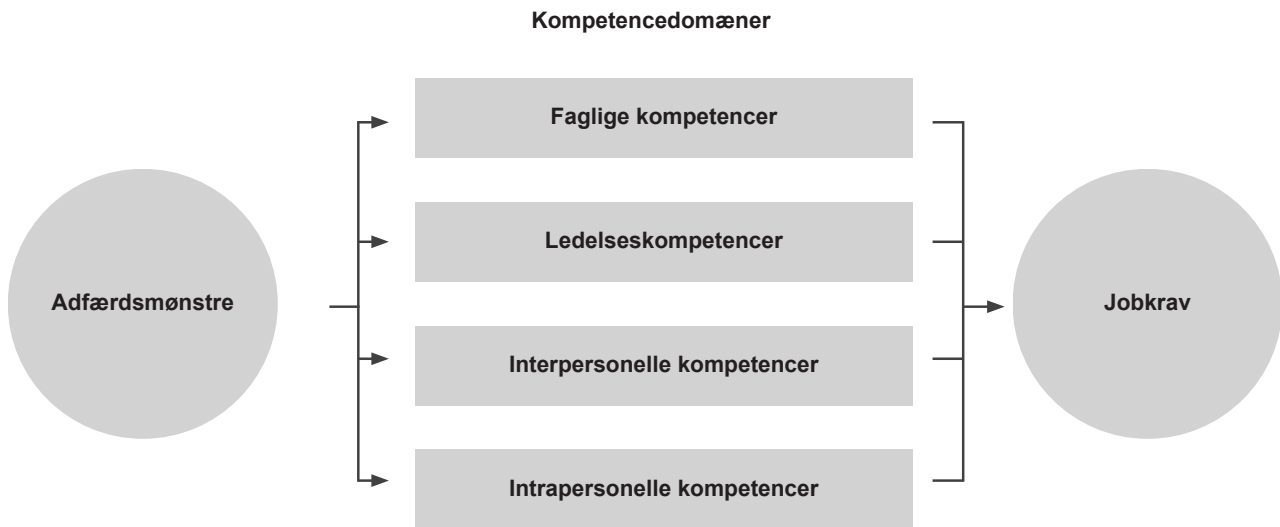 Kompetencedomæner
Faglige kompetencer
Ledelseskompetencer
Adfærdsmønstre
Jobkrav
Interpersonelle kompetencer
Intrapersonelle kompetencer